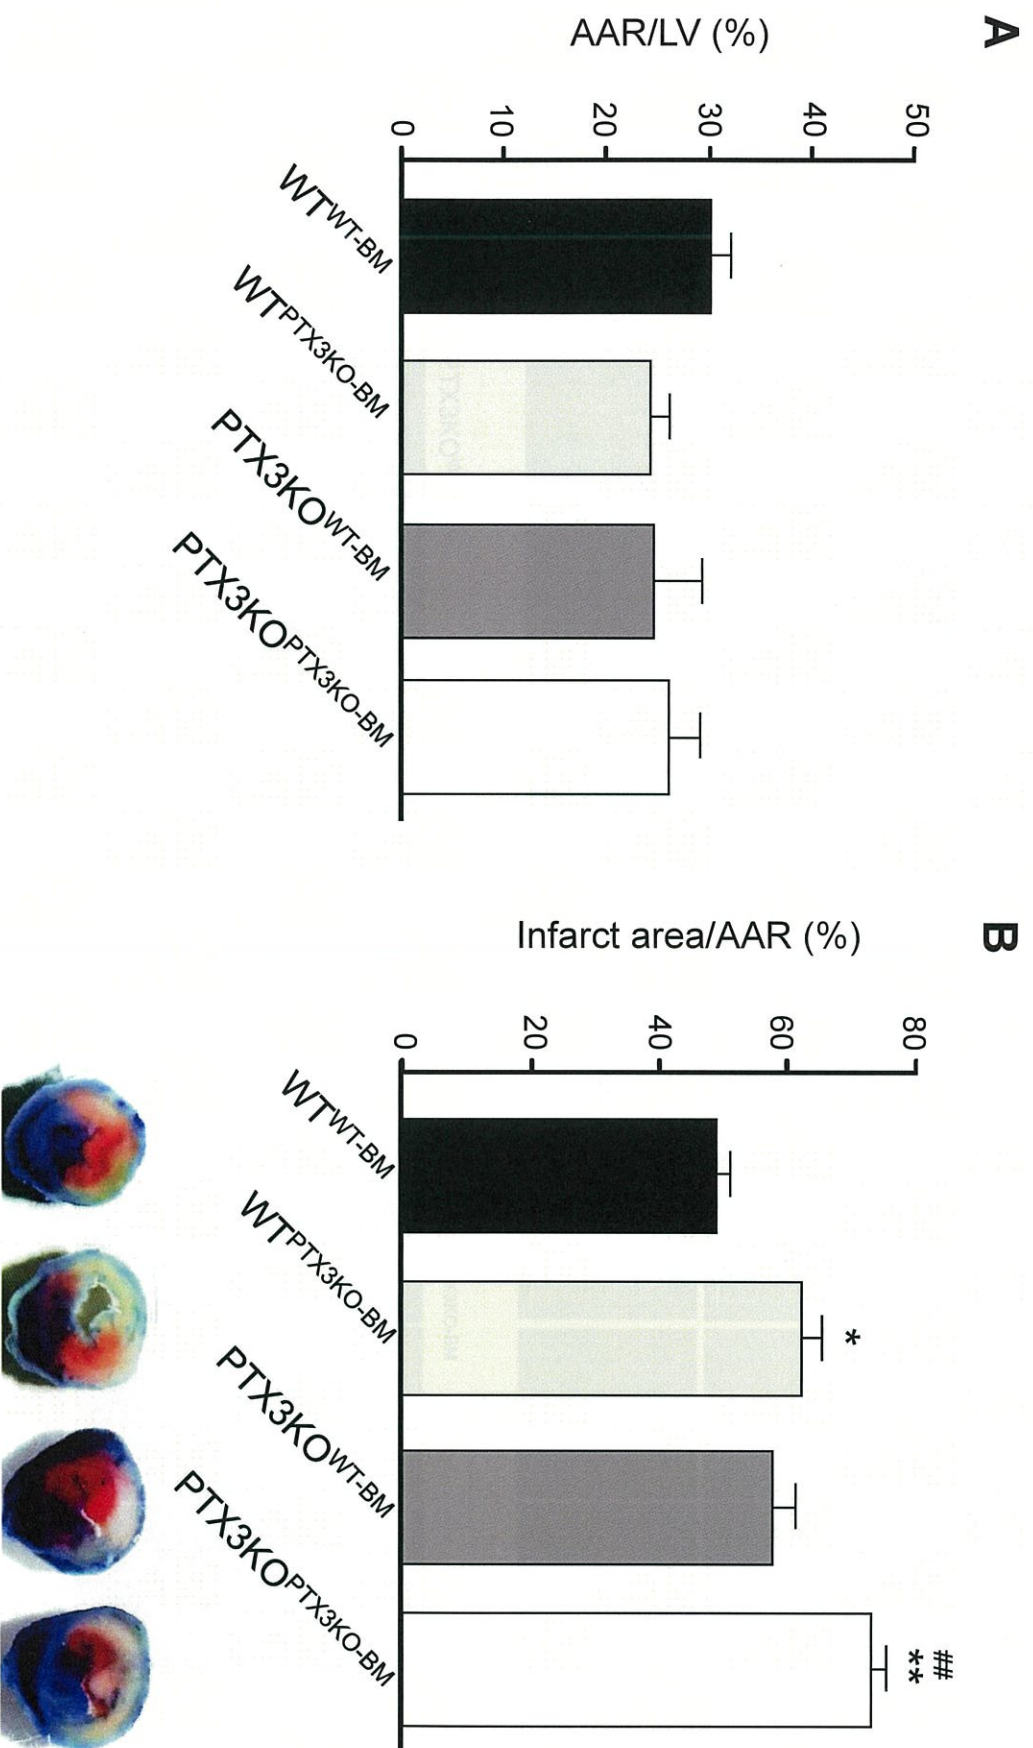 A
AAR/LV (%)
50
40
30
20
10
0
WTWT-BM
WTPTX3KO-BM
PTX3KOWT-BM
PTX3KOPTX3KO-BM
B
Infarct area/AAR (%)
80
60
40
20
0
*
##
**
WTWT-BM
WTPTX3KO-BM
PTX3KOWT-BM
PTX3KOPTX3KO-BM